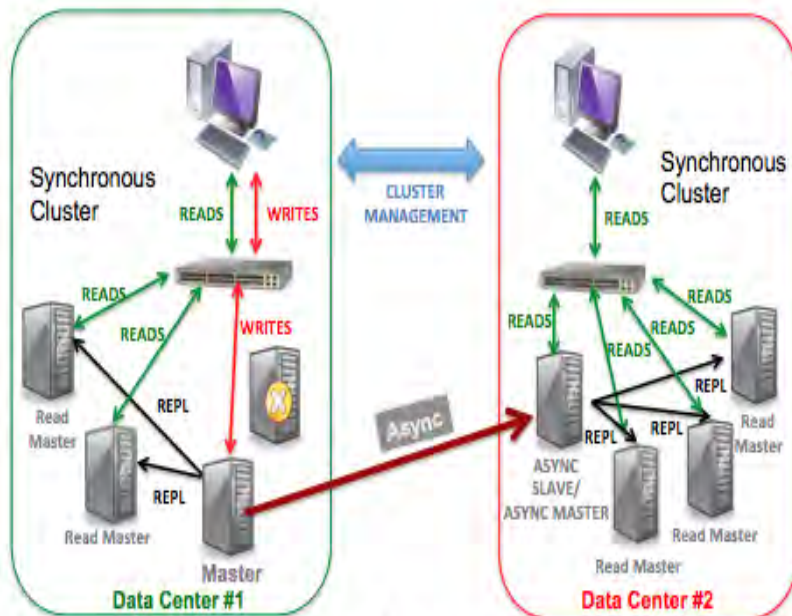 Synchronous
Cluster
READS
WRITES
READS
READS
WRITES
REPL
REPL
X
Read
Master
Read Master
Master
Data Center #1
CLUSTER
MANAGEMENT
Async
Synchronous
Cluster
READS
READS
READS
READS
READS
REPL
REPL
REPL
ASYNC
SLAVE/
ASYNC MASTER
Read
Master
Read Master
Read Master
Data Center #2